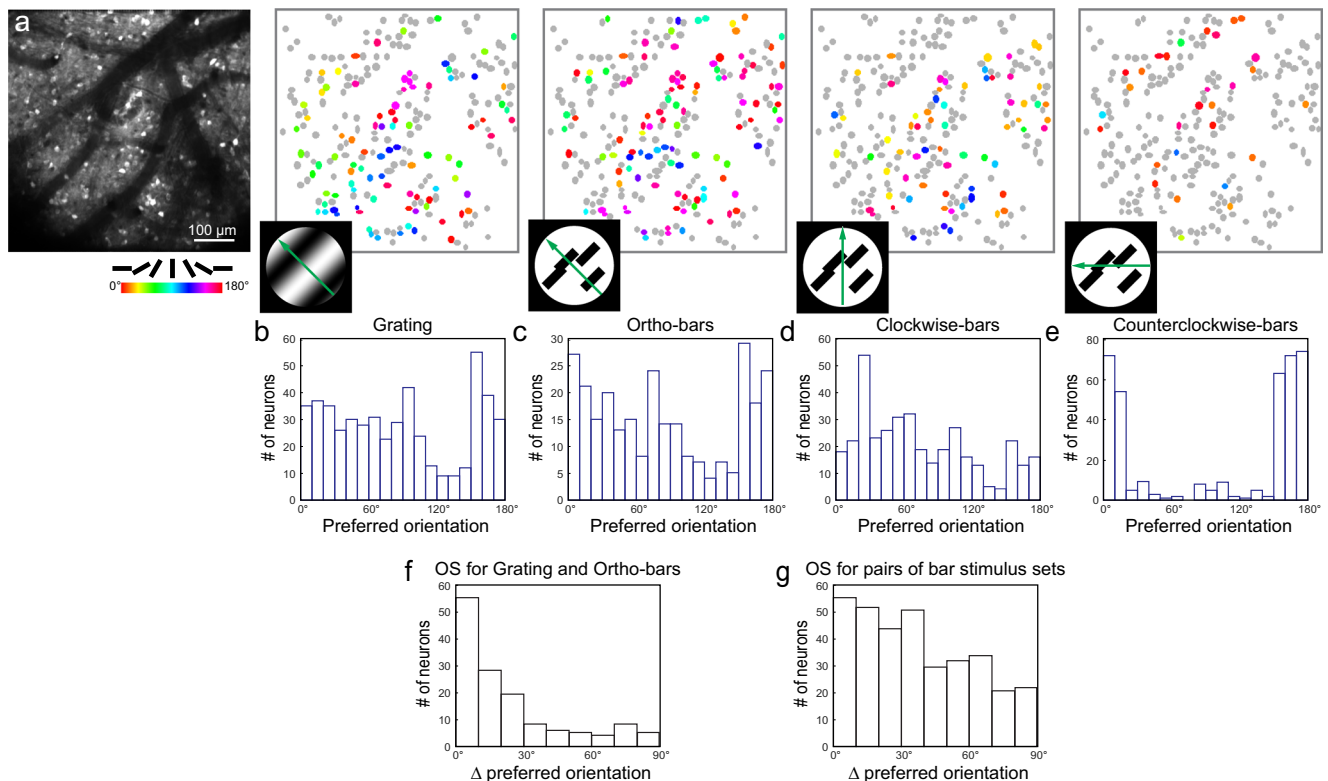 a
100 µm
0° 180°
b Grating
c Ortho-bars
d Clockwise-bars
e Counterclockwise-bars
# of neurons
60
50
40
30
20
10
0
0° 60° 120° 180°
Preferred orientation
# of neurons
30
25
20
15
10
5
0
0° 60° 120° 180°
Preferred orientation
# of neurons
60
50
40
30
20
10
0
0° 60° 120° 180°
Preferred orientation
# of neurons
80
60
40
20
0
0° 60° 120° 180°
Preferred orientation
f OS for Grating and Ortho-bars
# of neurons
60
50
40
30
20
10
0
0° 30° 60° 90°
Δ preferred orientation
g OS for pairs of bar stimulus sets
# of neurons
60
50
40
30
20
10
0
0° 30° 60° 90°
Δ preferred orientation